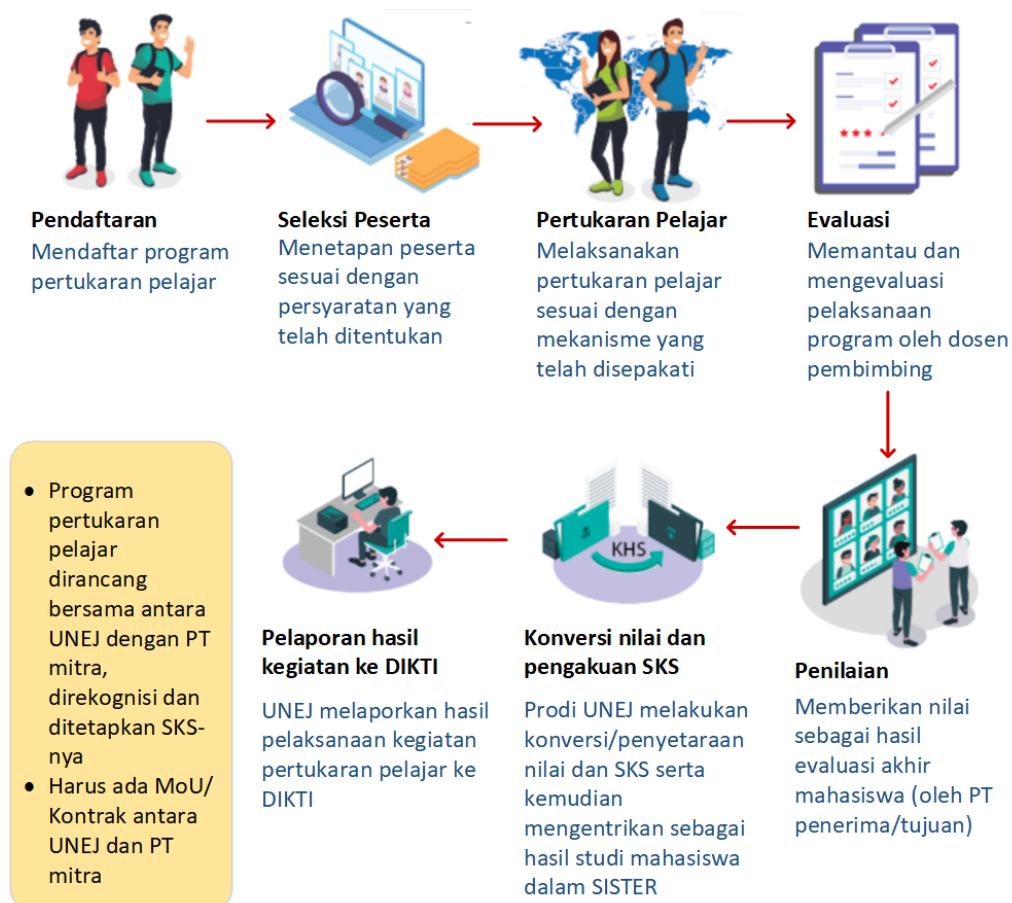 Pendaftaran
Mendaftar program
pertukaran pelajar
Seleksi Peserta
Menetapan peserta
sesuai dengan
persyaratan yang
telah ditentukan
Pertukaran Pelajar
Melaksanakan
pertukaran pelajar
sesuai dengan
mekanisme yang
telah disepakati
Evaluasi
Memantau dan
mengevaluasi
pelaksanaan
program oleh dosen
pembimbing
Penilaian
Memberikan nilai
sebagai hasil
evaluasi akhir
mahasiswa (oleh PT
penerima/tujuan)
KHS
Konversi nilai dan
pengakuan SKS
Prodi UNEJ melakukan
konversi/penyetaraan
nilai dan SKS serta
kemudian
mengentrikan sebagai
hasil studi mahasiswa
dalam SISTER
Pelaporan hasil
kegiatan ke DIKTI
UNEJ melaporkan hasil
pelaksanaan kegiatan
pertukaran pelajar ke
DIKTI
• Program
pertukaran
pelajar
dirancang
bersama antara
UNEJ dengan PT
mitra,
direkognisi dan
ditetapkan SKS-
nya
• Harus ada MoU/
Kontrak antara
UNEJ dan PT
mitra